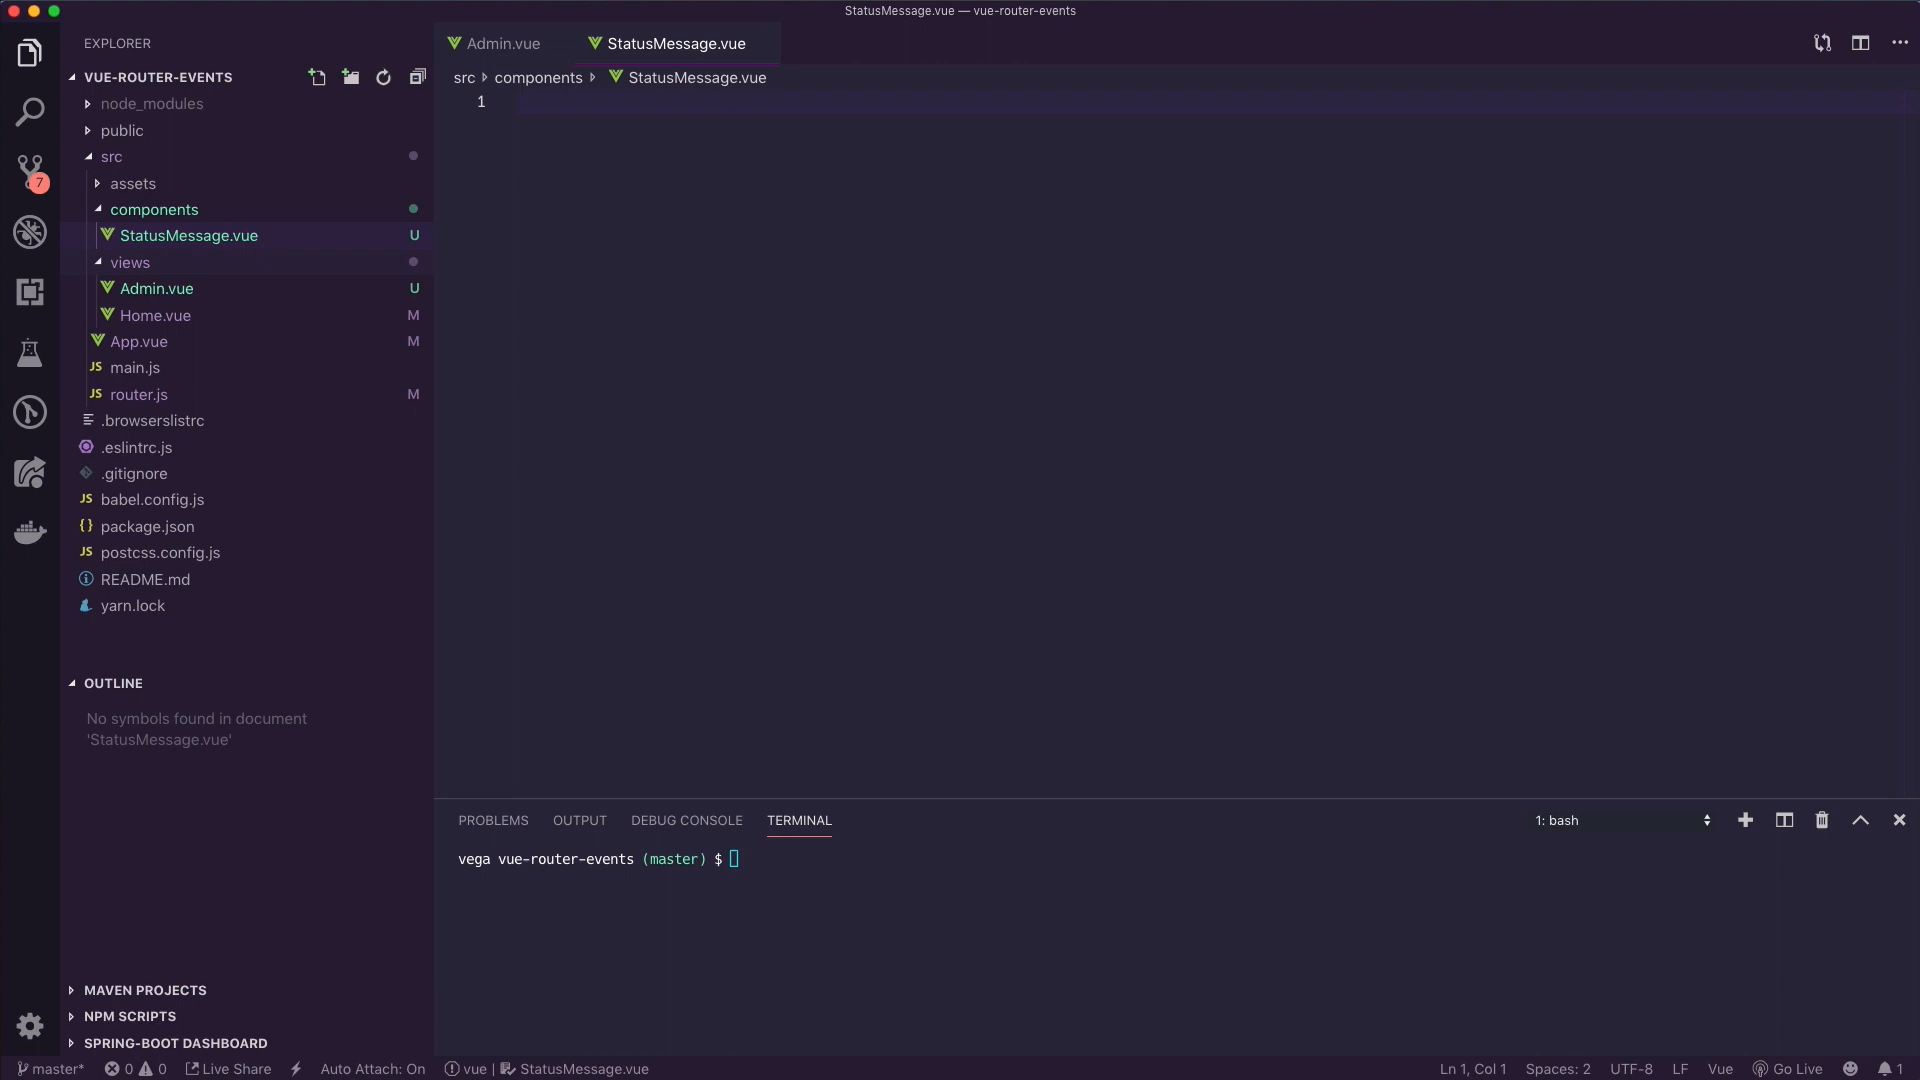 StatusMessage.vue — vue-router-events
EXPLORER
VUE-ROUTER-EVENTS
node_modules
public
src
assets
components
StatusMessage.vue U
views
Admin.vue U
Home.vue M
App.vue M
JS main.js
JS router.js M
.browserslistrc
.eslintrc.js
.gitignore
JS babel.config.js
{} package.json
JS postcss.config.js
README.md
yarn.lock
7
OUTLINE
No symbols found in document
'StatusMessage.vue'
MAVEN PROJECTS
NPM SCRIPTS
SPRING-BOOT DASHBOARD
Admin.vue StatusMessage.vue
src components StatusMessage.vue
1
PROBLEMS OUTPUT DEBUG CONSOLE TERMINAL 1: bash
vega vue-router-events (master) $
master* 0 0 Live Share Auto Attach: On vue | StatusMessage.vue Ln 1, Col 1 Spaces: 2 UTF-8 LF Vue Go Live 1